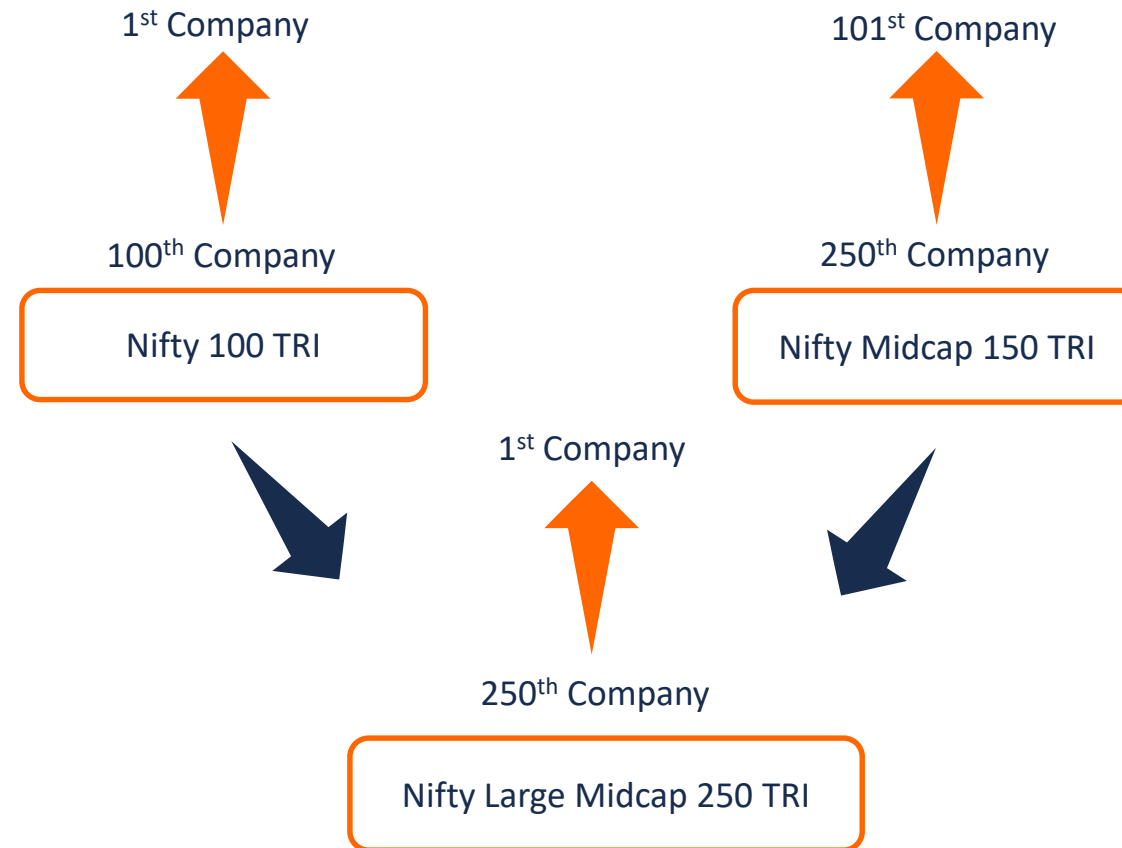 1st Company
101st Company
100th Company
250th Company
Nifty 100 TRI
Nifty Midcap 150 TRI
1st Company
250th Company
Nifty Large Midcap 250 TRI